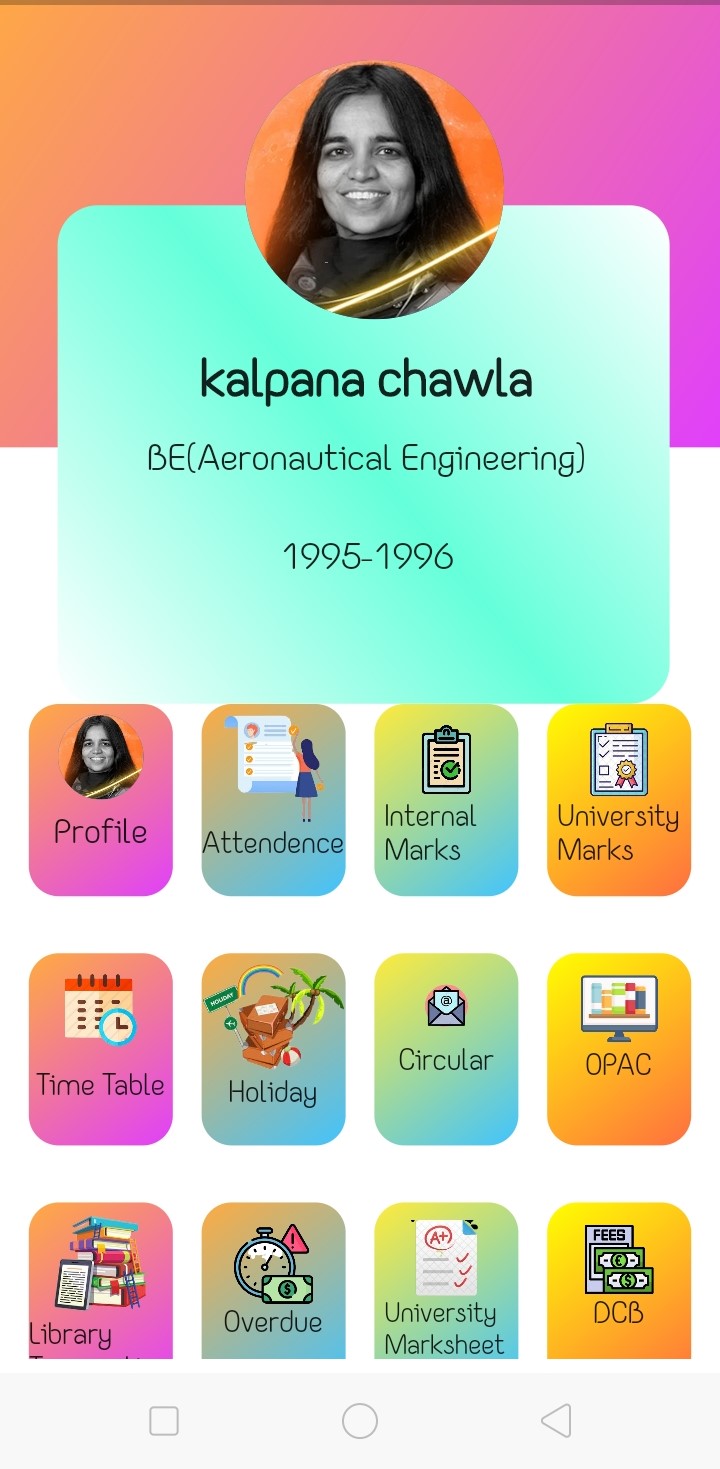 kalpana chawla
BE(Aeronautical Engineering)
1995-1996
Profile
Attendence
Internal
Marks
University
Marks
Time Table
HOLIDAY
Holiday
@
Circular
OPAC
Library
Overdue
$
A+
University
Marksheet
FEES
€
$
DCB